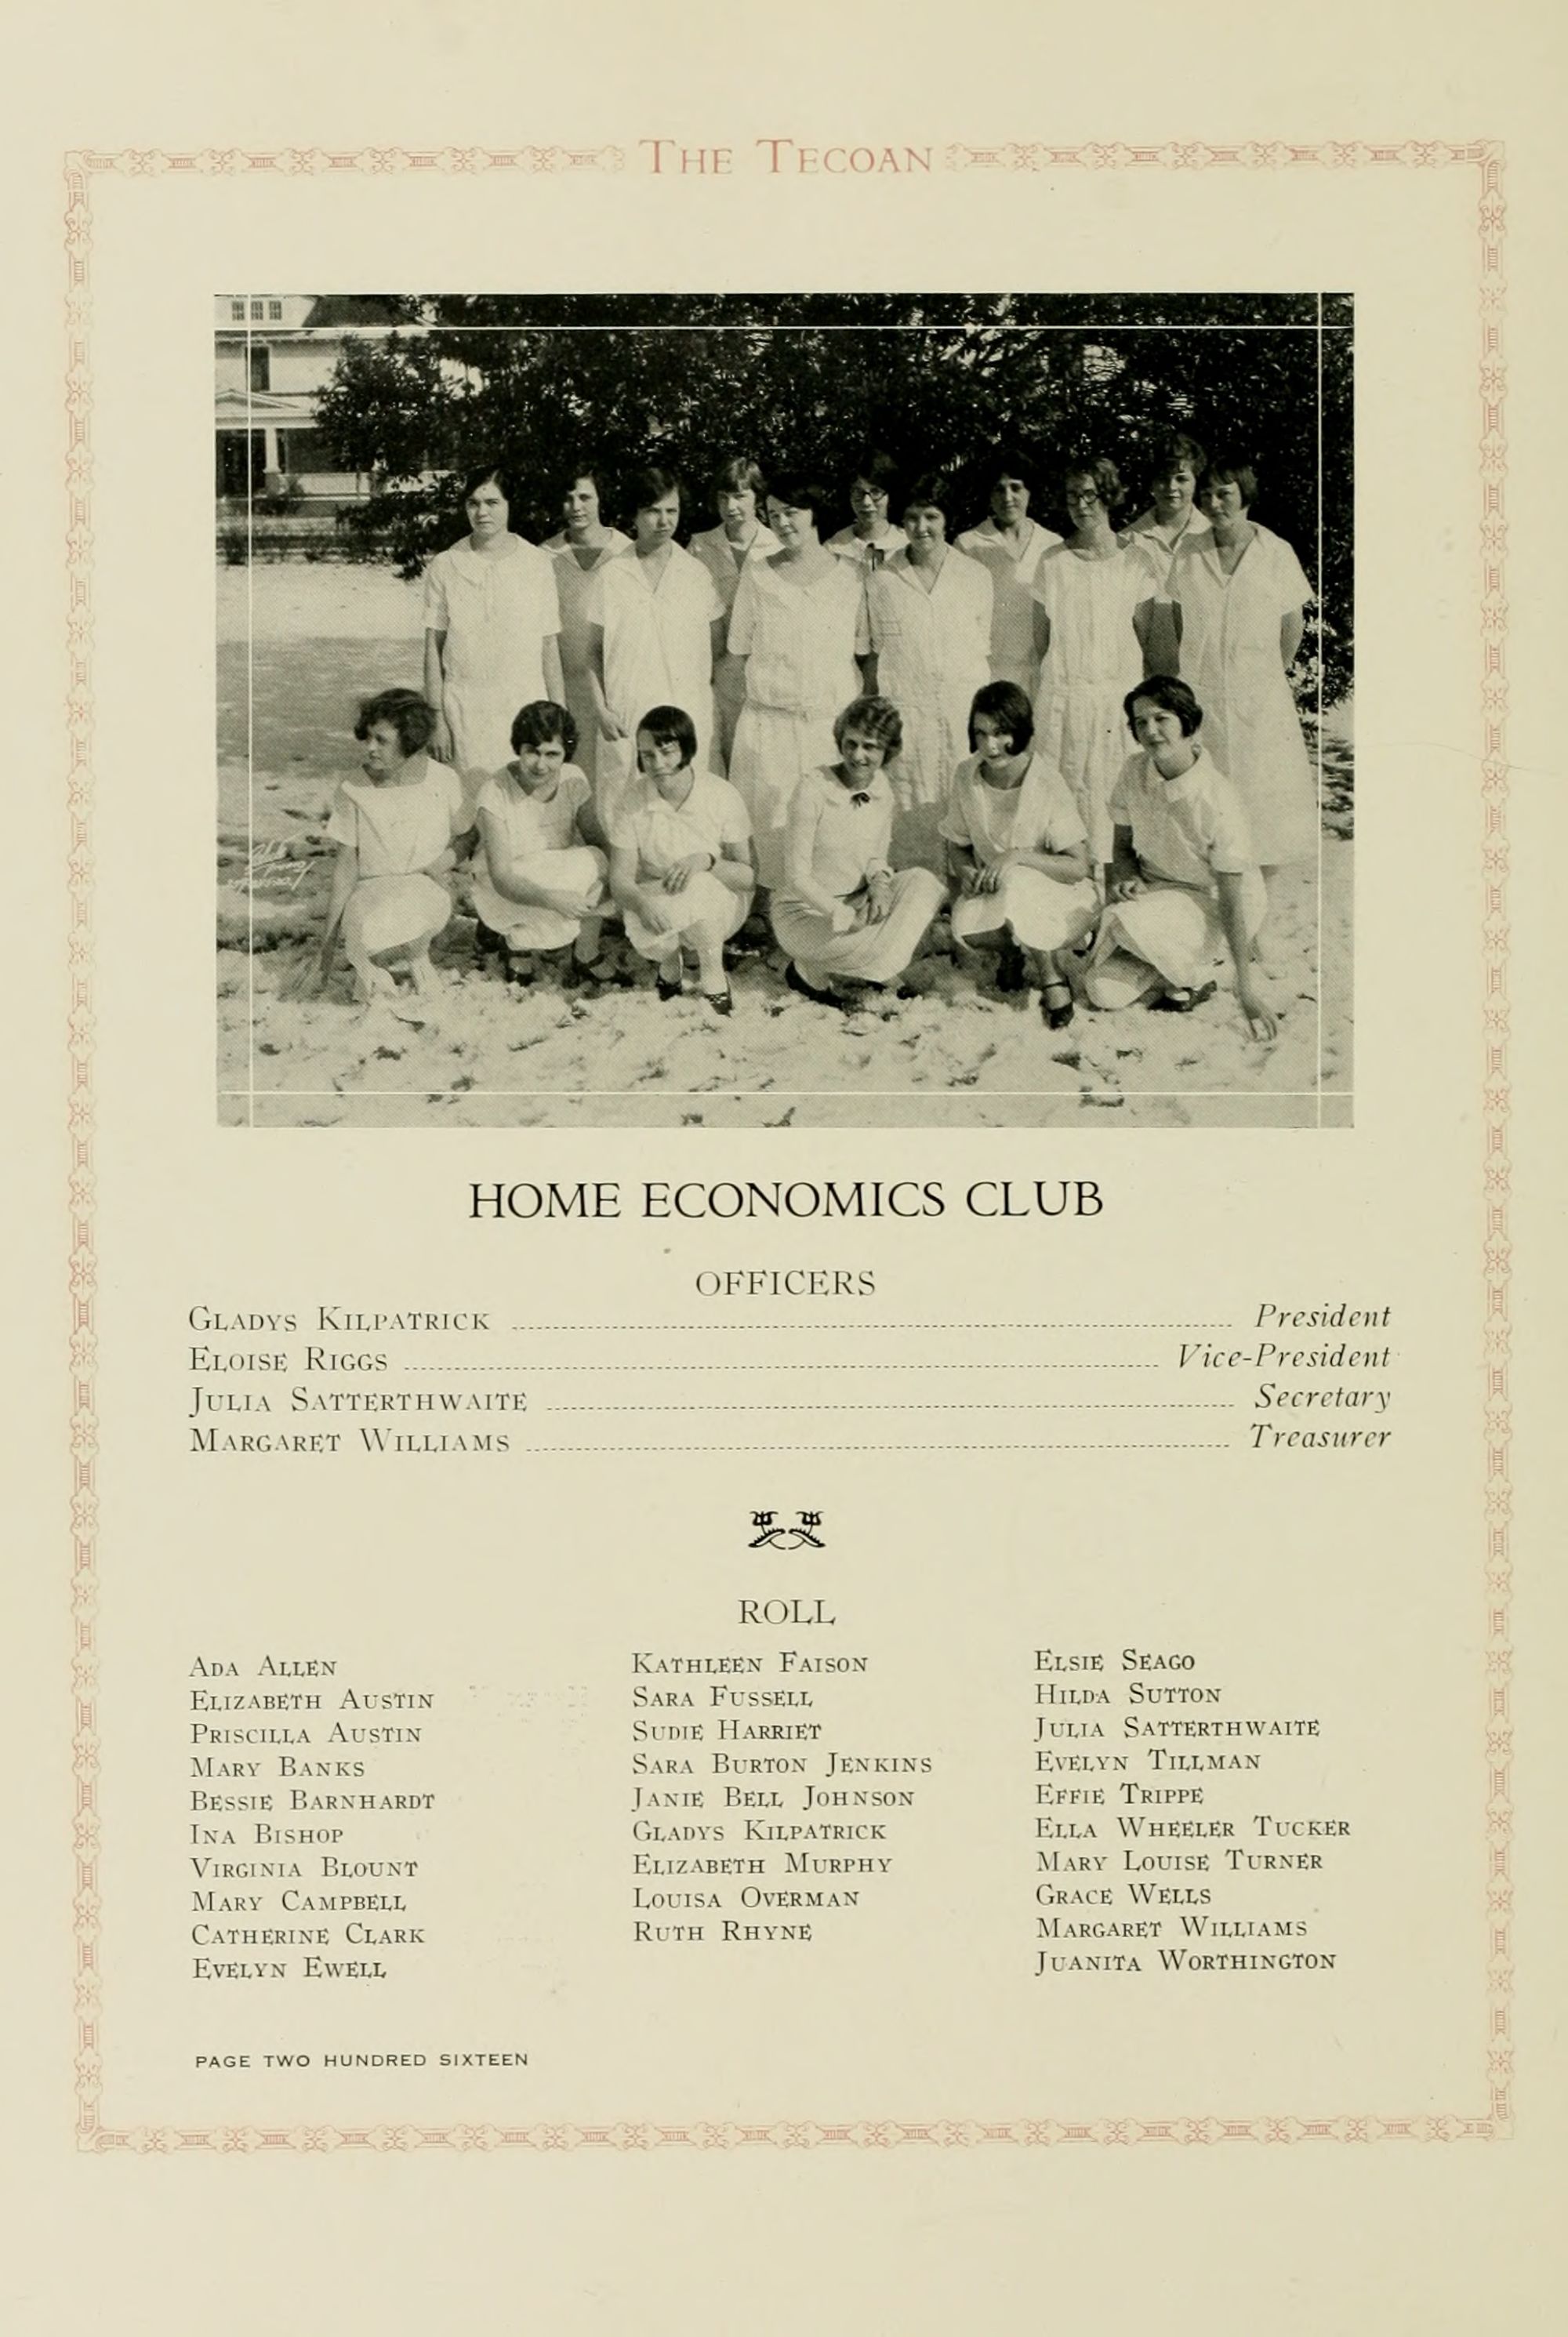 THE TECOAN
HOME ECONOMICS CLUB
OFFICERS
GLADYS KILPATRICK President
ELOISE RIGGS Vice-President
JULIA SATTERTHWAITE Secretary
MARGARET WILLIAMS Treasurer
ROLL
ADA ALLEN
ELIZABETH AUSTIN
PRISCILLA AUSTIN
MARY BANKS
BESSIE BARNHARDT
INA BISHOP
VIRGINIA BLOUNT
MARY CAMPBELL
CATHERINE CLARK
EVELYN EWELL
KATHLEEN FAISON
SARA FUSSELL
SUDIE HARRIET
SARA BURTON JENKINS
JANIE BELL JOHNSON
GLADYS KILPATRICK
ELIZABETH MURPHY
LOUISA OVERMAN
RUTH RHYNE
ELSIE SEAGO
HILDA SUTTON
JULIA SATTERTHWAITE
EVELYN TILLMAN
EFFIE TRIPPE
ELLA WHEELER TUCKER
MARY LOUISE TURNER
GRACE WELLS
MARGARET WILLIAMS
JUANITA WORTHINGTON
PAGE TWO HUNDRED SIXTEEN